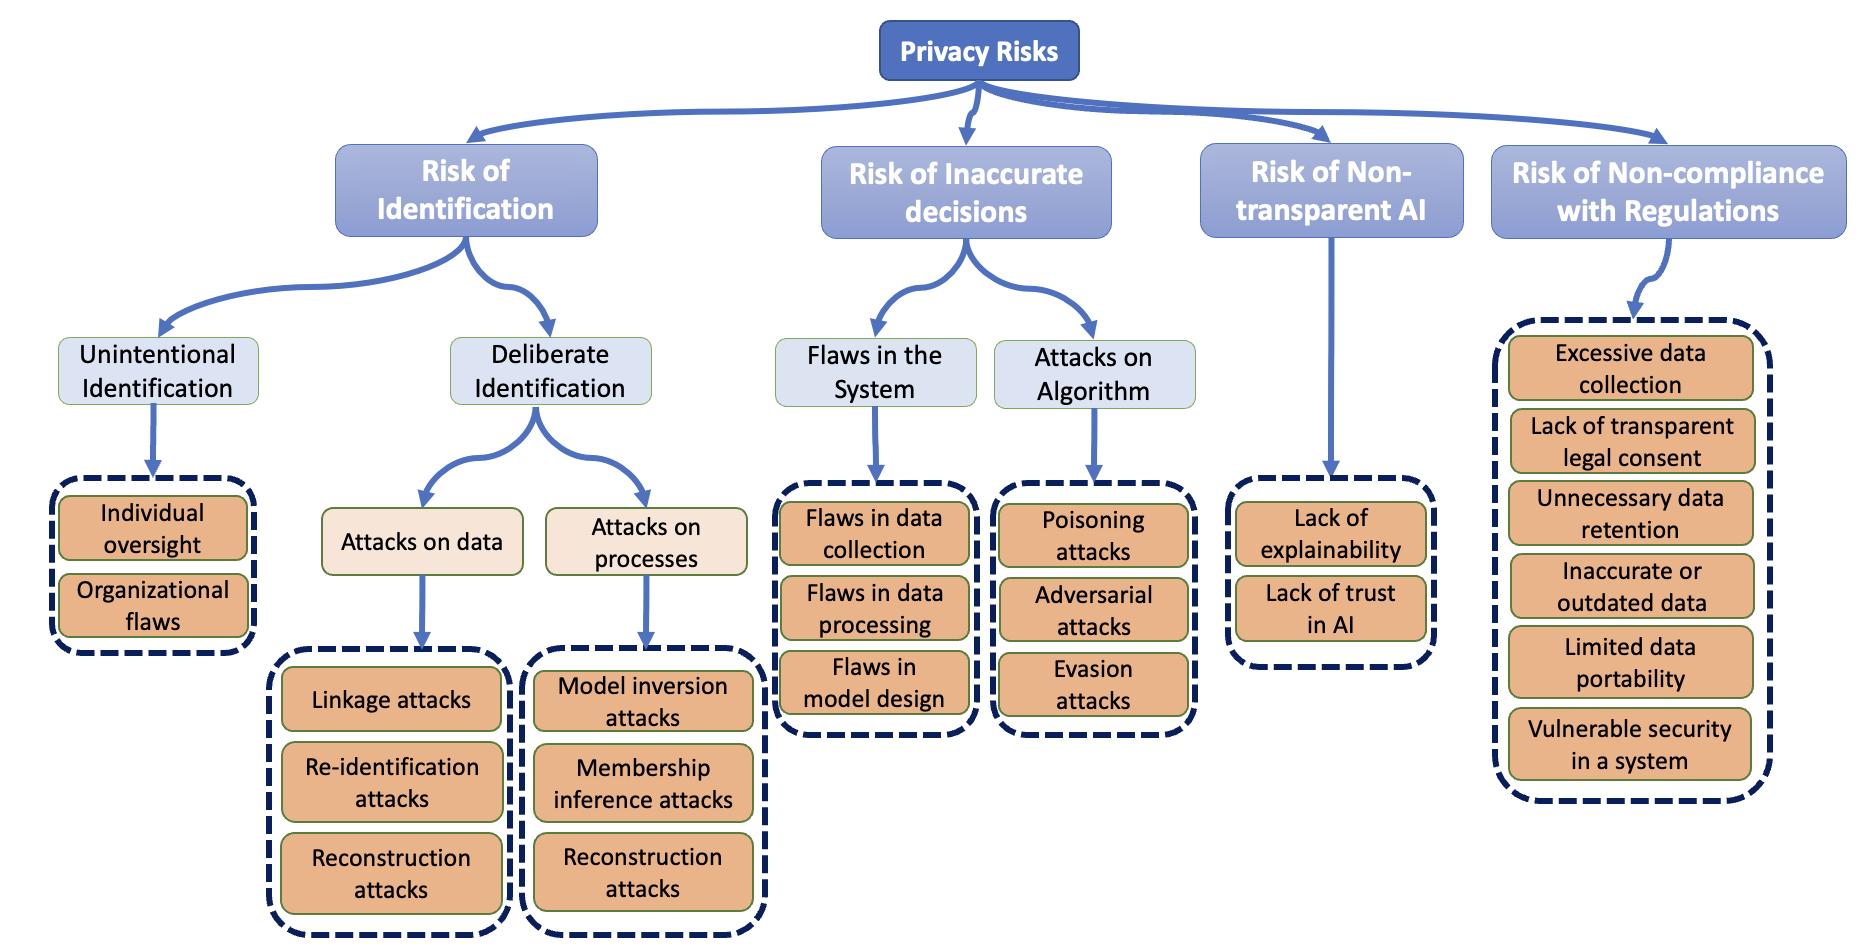 Privacy Risks
Risk of
Identification
Risk of Inaccurate
decisions
Risk of Non-
transparent AI
Risk of Non-compliance
with Regulations
Unintentional
Identification
Deliberate
Identification
Flaws in the
System
Attacks on
Algorithm
Individual
oversight
Organizational
flaws
Attacks on data
Attacks on
processes
Linkage attacks
Re-identification
attacks
Reconstruction
attacks
Model inversion
attacks
Membership
inference attacks
Reconstruction
attacks
Flaws in data
collection
Flaws in data
processing
Flaws in
model design
Poisoning
attacks
Adversarial
attacks
Evasion
attacks
Lack of
explainability
Lack of trust
in AI
Excessive data
collection
Lack of transparent
legal consent
Unnecessary data
retention
Inaccurate or
outdated data
Limited data
portability
Vulnerable security
in a system